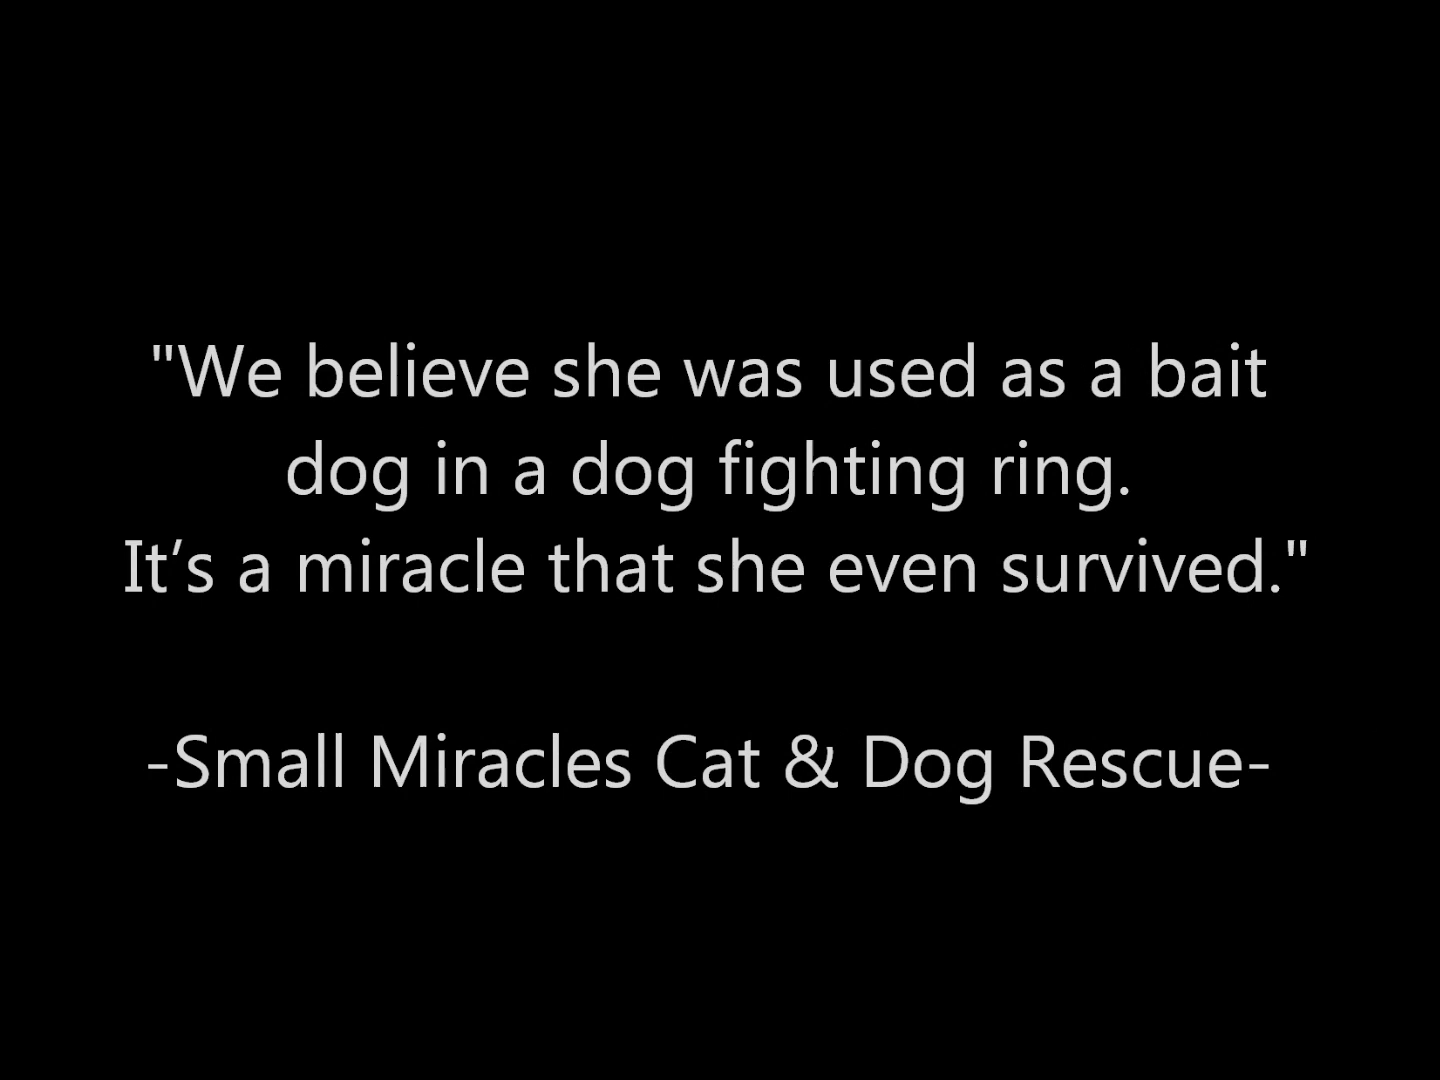 "We believe she was used as a bait
dog in a dog fighting ring.
It’s a miracle that she even survived."
-Small Miracles Cat & Dog Rescue-